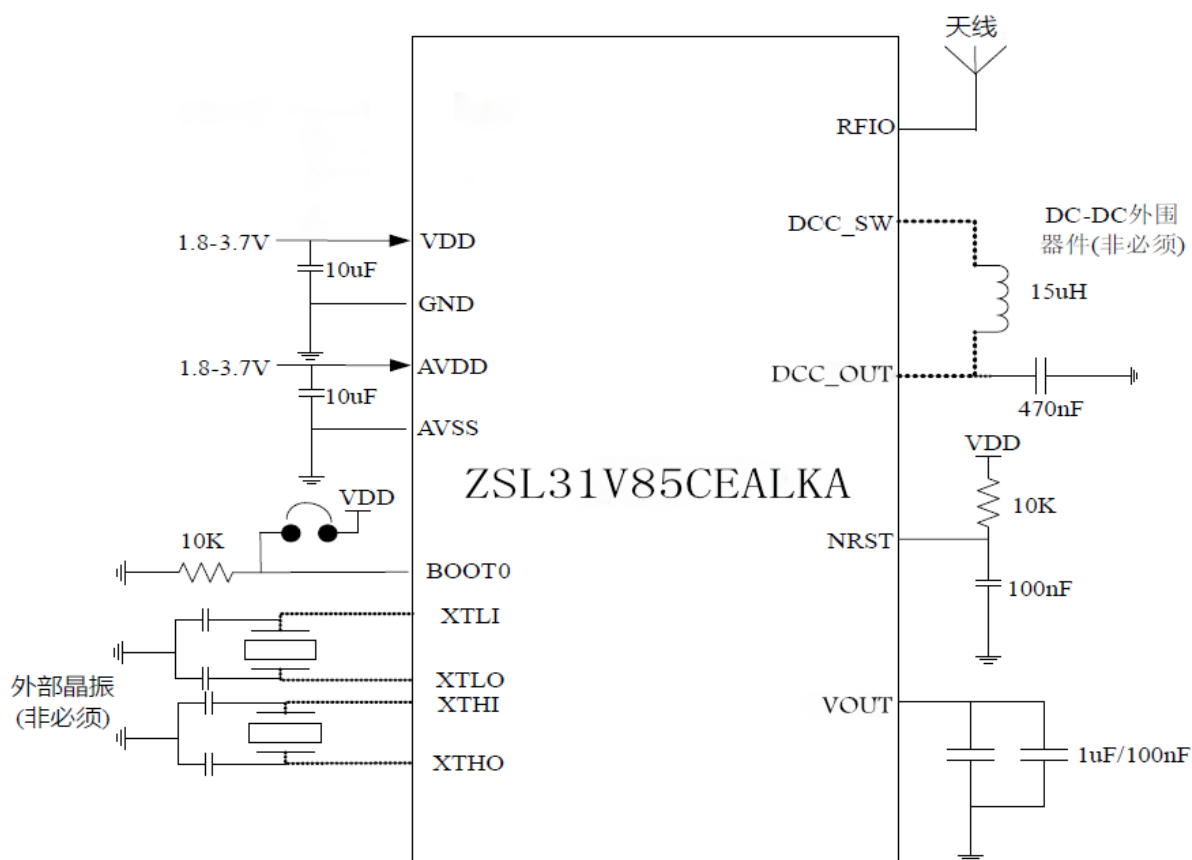 天线
RFIO
DCC_SW
DC-DC外围
器件(非必须)
1.8-3.7V
VDD
10uF
15uH
GND
1.8-3.7V
AVDD
DCC_OUT
10uF
470nF
AVSS
VDD
ZSL31V85CEALKA
VDD
10K
10K
NRST
BOOT0
100nF
XTLI
外部晶振
(非必须)
XTLO
XTHI
VOUT
XTHO
1uF/100nF